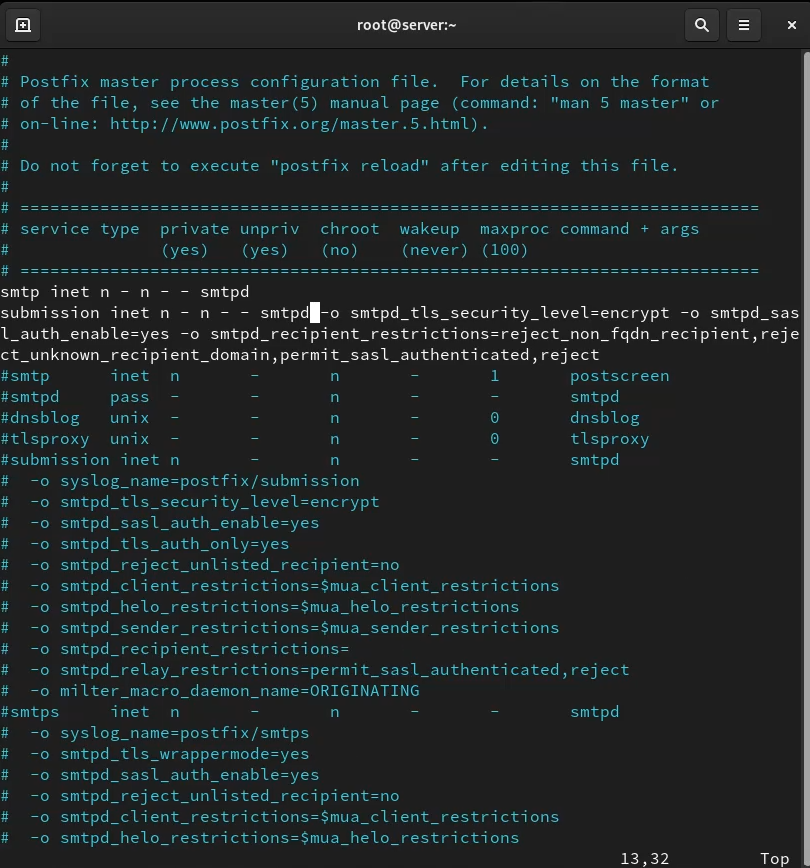 root@server:~
#
# Postfix master process configuration file.  For details on the format
# of the file, see the master(5) manual page (command: "man 5 master" or
# on-line: http://www.postfix.org/master.5.html).
#
# Do not forget to execute "postfix reload" after editing this file.
#
# ==========================================================================
# service type  private unpriv  chroot  wakeup  maxproc command + args
#               (yes)   (yes)   (no)    (never) (100)
# ==========================================================================
smtp inet n - n - - smtpd
submission inet n - n - - smtpd -o smtpd_tls_security_level=encrypt -o smtpd_sas
l_auth_enable=yes -o smtpd_recipient_restrictions=reject_non_fqdn_recipient,reje
ct_unknown_recipient_domain,permit_sasl_authenticated,reject
#smtp      inet  n       -       n       -       1       postscreen
#smtpd     pass  -       -       n       -       -       smtpd
#dnsblog   unix  -       -       n       -       0       dnsblog
#tlsproxy  unix  -       -       n       -       0       tlsproxy
#submission inet n       -       n       -       -       smtpd
#  -o syslog_name=postfix/submission
#  -o smtpd_tls_security_level=encrypt
#  -o smtpd_sasl_auth_enable=yes
#  -o smtpd_tls_auth_only=yes
#  -o smtpd_reject_unlisted_recipient=no
#  -o smtpd_client_restrictions=$mua_client_restrictions
#  -o smtpd_helo_restrictions=$mua_helo_restrictions
#  -o smtpd_sender_restrictions=$mua_sender_restrictions
#  -o smtpd_recipient_restrictions=
#  -o smtpd_relay_restrictions=permit_sasl_authenticated,reject
#  -o milter_macro_daemon_name=ORIGINATING
#smtps     inet  n       -       n       -       -       smtpd
#  -o syslog_name=postfix/smtps
#  -o smtpd_tls_wrappermode=yes
#  -o smtpd_sasl_auth_enable=yes
#  -o smtpd_reject_unlisted_recipient=no
#  -o smtpd_client_restrictions=$mua_client_restrictions
#  -o smtpd_helo_restrictions=$mua_helo_restrictions
13,32         Top